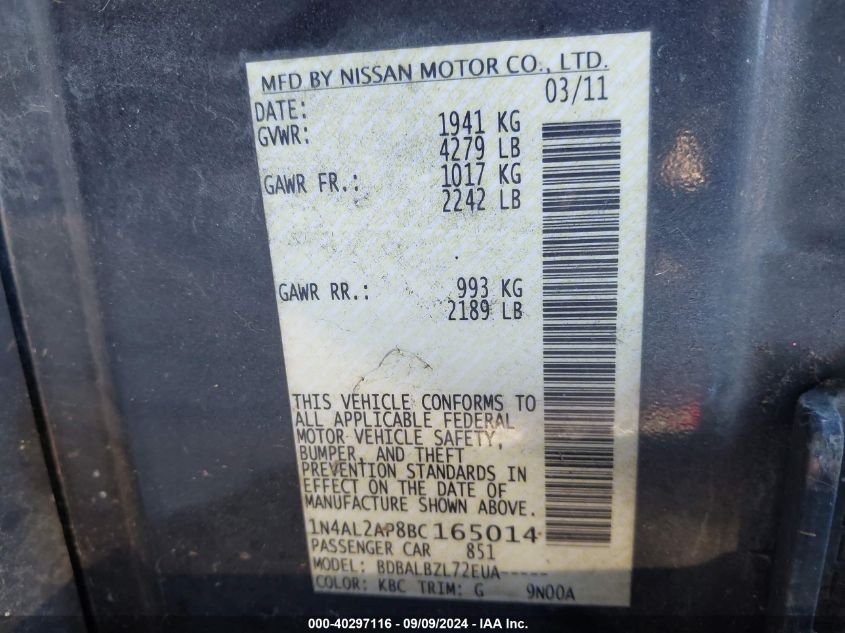 MFD BY NISSAN MOTOR CO., LTD.
DATE: 03/11
GVWR: 1941 KG
4279 LB
GAWR FR.: 1017 KG
2242 LB
GAWR RR.: 993 KG
2189 LB
THIS VEHICLE CONFORMS TO
ALL APPLICABLE FEDERAL
MOTOR VEHICLE SAFETY,
BUMPER, AND THEFT
PREVENTION STANDARDS IN
EFFECT ON THE DATE OF
MANUFACTURE SHOWN ABOVE.
1N4AL2AP8BC165014
PASSENGER CAR 851
MODEL: BDBALBZL72EUA-----
COLOR: KBC TRIM: G 9N00A
000-40297116 - 09/09/2024 - IAA Inc.